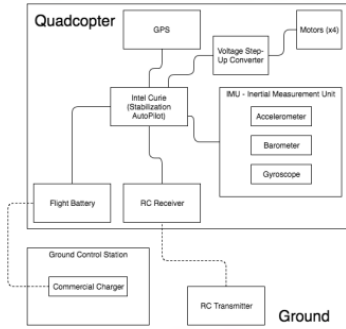 Quadcopter
GPS
Motors (x4)
Voltage Step-
Up Converter
Intel Curie
(Stabilization
AutoPilot)
IMU - Inertial Measurement Unit
Accelerometer
Barometer
Gyroscope
Flight Battery
RC Receiver
Ground Control Station
Commercial Charger
RC Transmitter
Ground